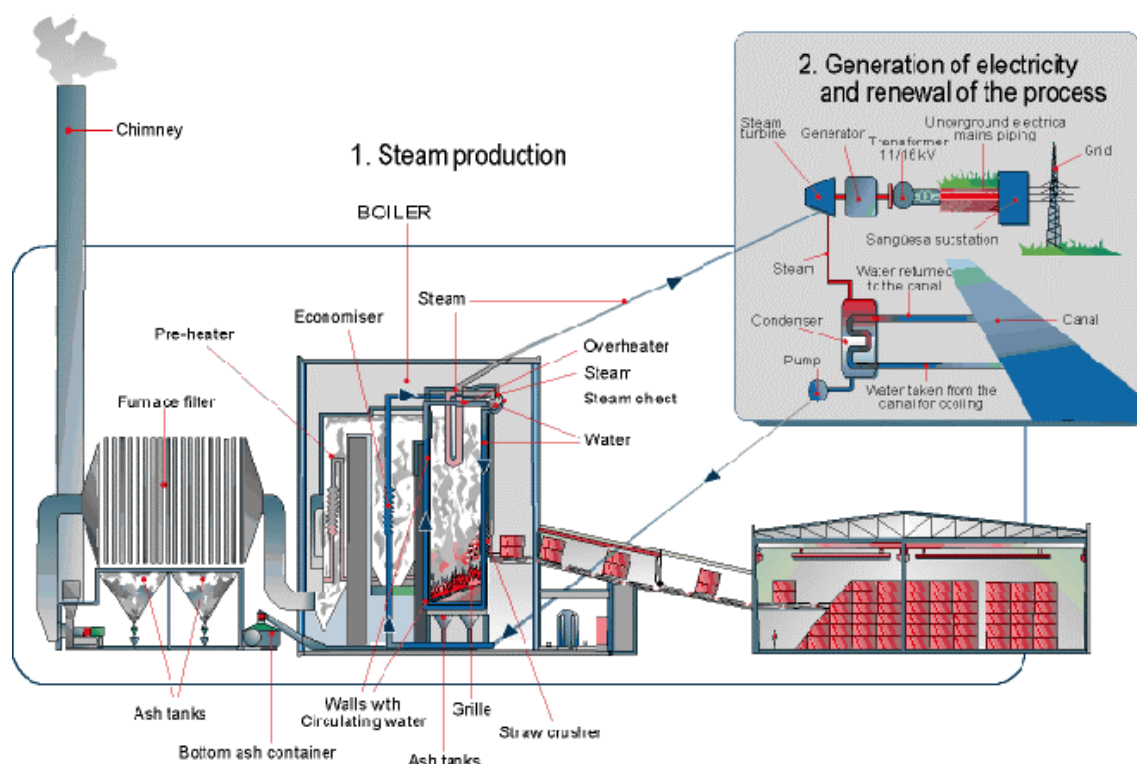 2. Generation of electricity
and renewal of the process
Steam
turbine
Generator
Transformer
11/16kV
Underground electrica
mains piping
Grid
Sangüesa substation
Steam
Water returned
to the canal
Condenser
Canal
Pump
Water taken from the
canal for cooling
Chimney
1. Steam production
BOILER
Steam
Economiser
Pre-heater
Overheater
Steam
Steam chest
Furnace filler
Water
Ash tanks
Bottom ash container
Walls with
Circulating water
Grille
Straw crusher
Ash tanks